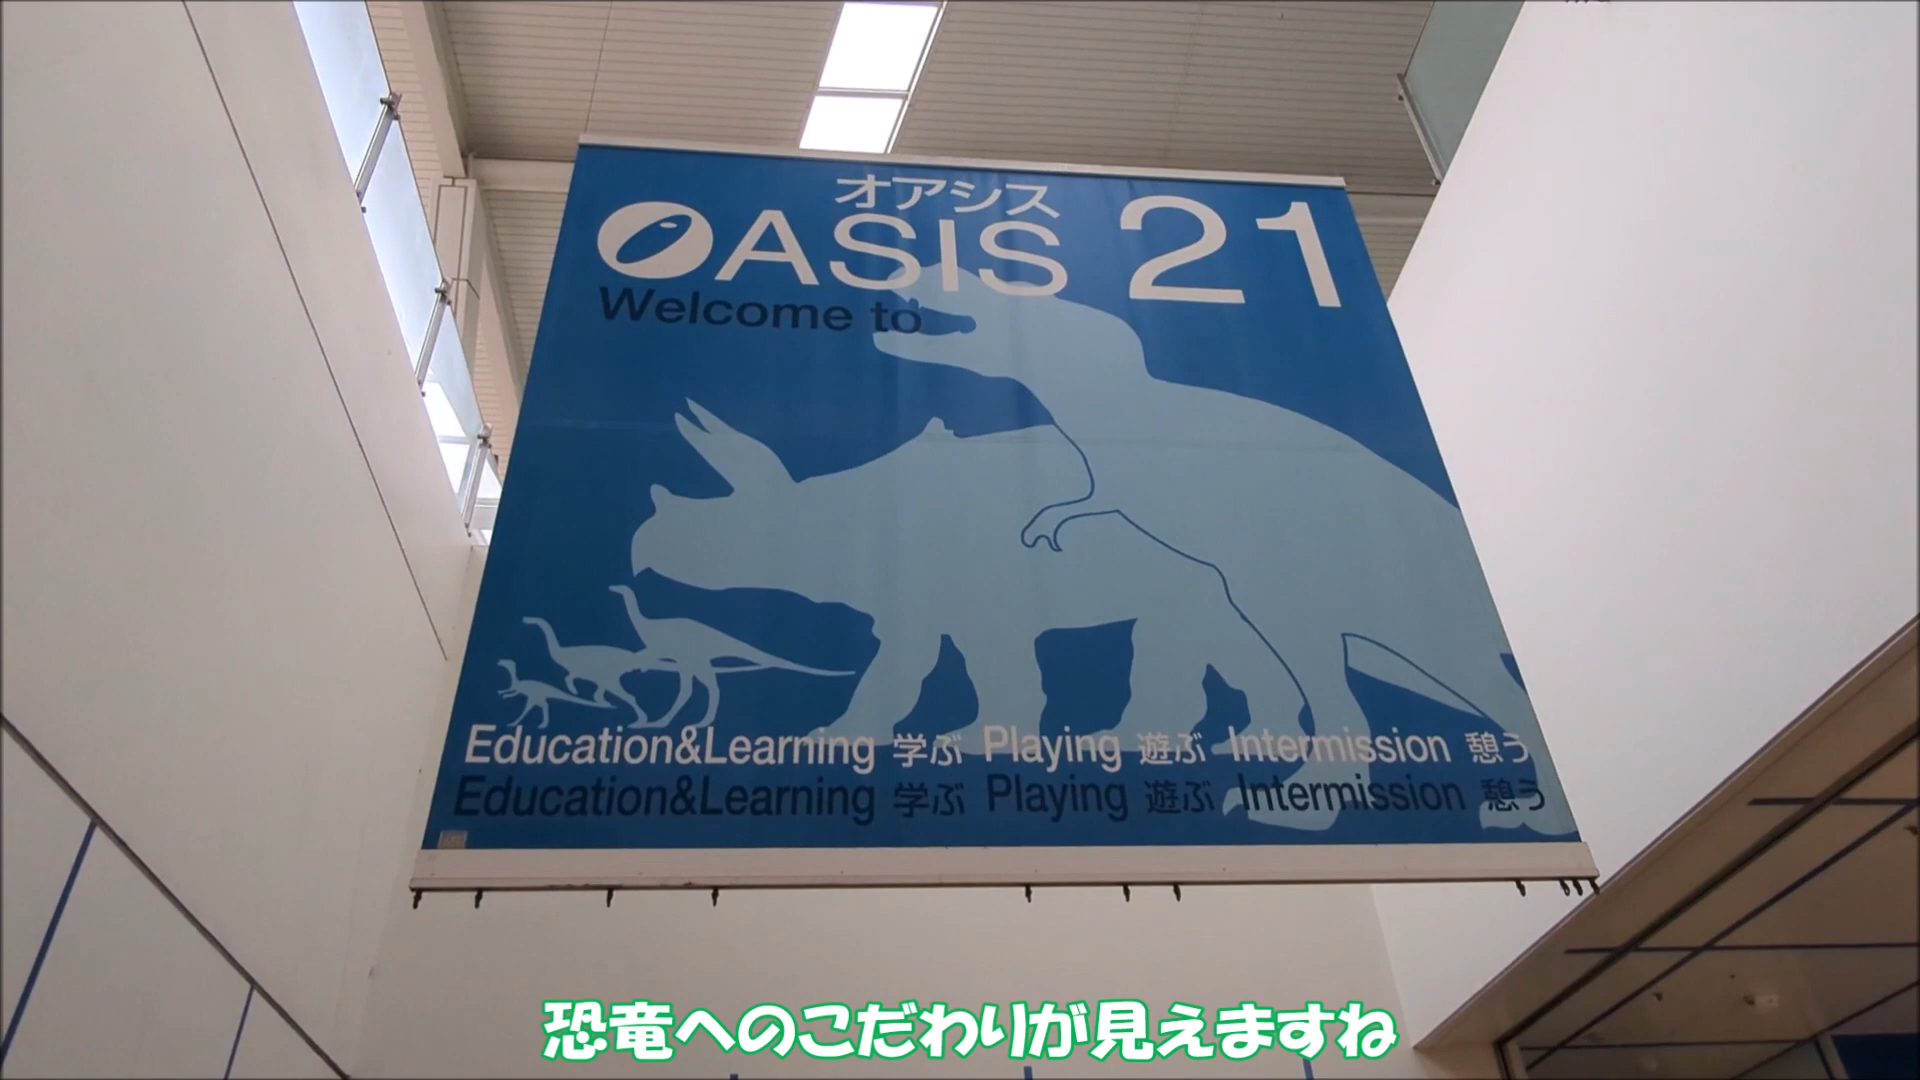 オアシス
OASIS 21
Welcome to
Education&Learning 学ぶ Playing 遊ぶ Intermission 憩う
Education&Learning 学ぶ Playing 遊ぶ Intermission 憩う
恐竜へのこだわりが見えますね